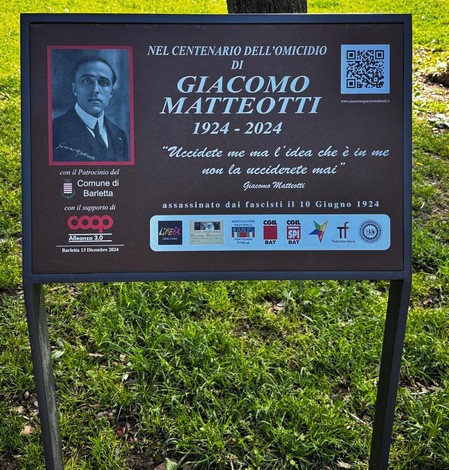 NEL CENTENARIO DELL'OMICIDIO
DI
GIACOMO
MATTEOTTI
1924 - 2024
"Uccidete me ma l'idea che è in me
non la ucciderete mai"
Giacomo Matteotti
assassinato dai fascisti il 10 Giugno 1924
con il Patrocinio del
Comune di
Barletta
con il supporto di
coop
Alleanza 3.0
Barletta 13 Dicembre 2024
LIBERA
CGIL
BAT
CGIL
SPI
BAT